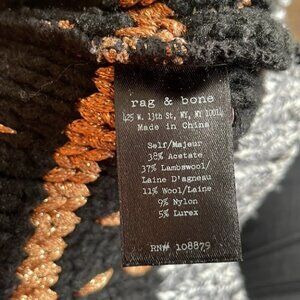 rag & bone
425 W. 13th St, NY, NY 10014
Made in China
Self/Majeur
38% Acetate
37% Lambswool/
Laine D'agneau
11% Wool/Laine
9% Nylon
5% Lurex
RN# 108879